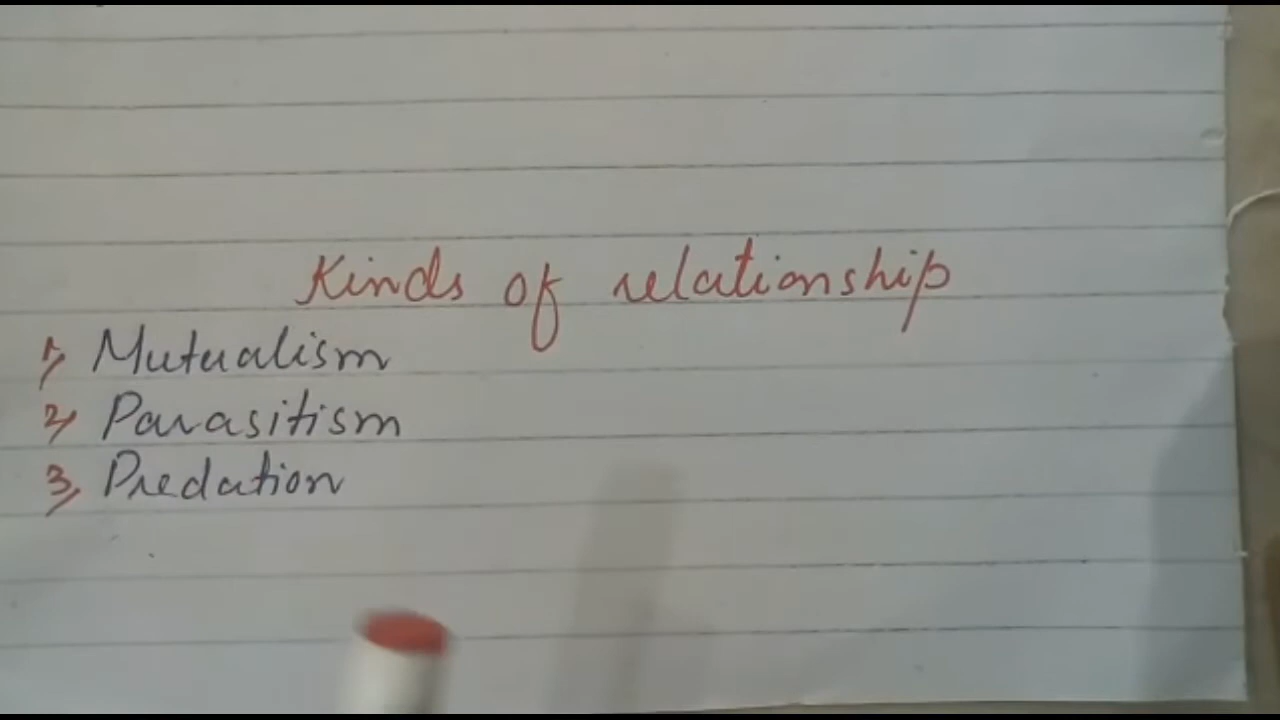 Kinds of relationship
1, Mutualism
2, Parasitism
3, Predation